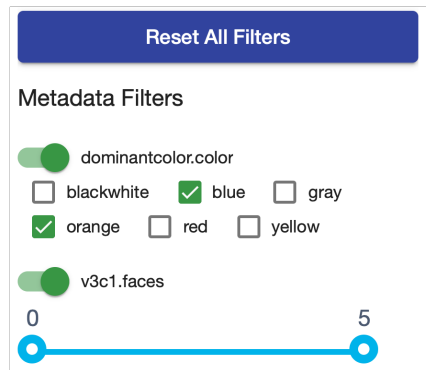 Reset All Filters
Metadata Filters
dominantcolor.color
blackwhite blue gray
orange red yellow
v3c1.faces
0 5